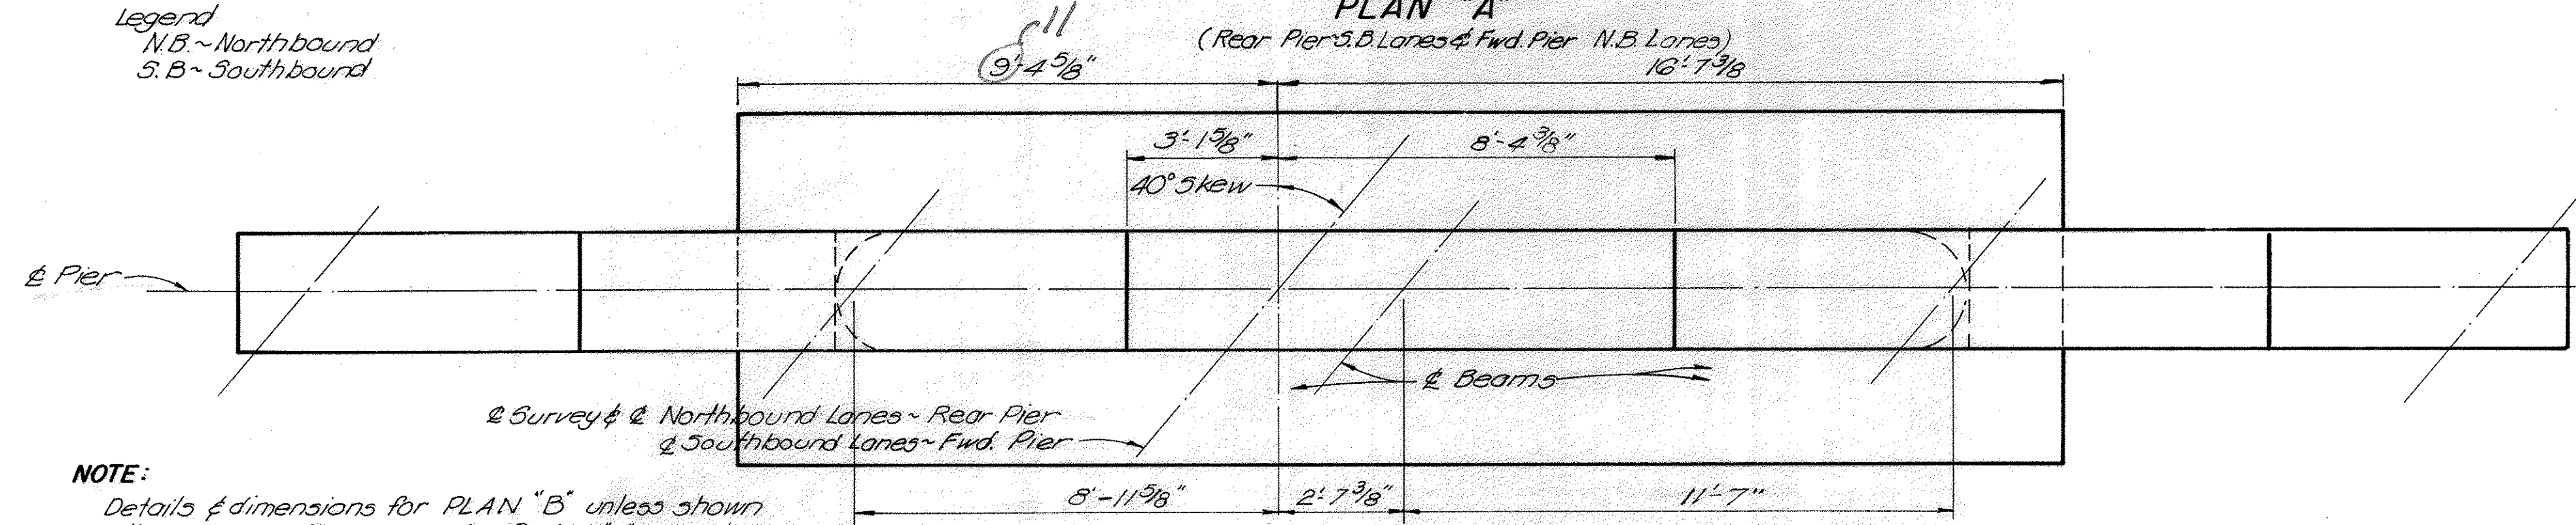 Legend
N.B.~Northbound
S.B~Southbound
PLAN "A"
(Rear Pier~S.B. Lanes & Fwd. Pier N.B. Lanes)
11
9'-4 5/8"
16'-7 3/8
3'-1 5/8"
8'-4 3/8"
40° Skew
℄ Pier
℄ Beams
℄ Survey & ℄ Northbound Lanes~Rear Pier
℄ Southbound Lanes~Fwd. Pier
NOTE:
Details & dimensions for PLAN "B" unless shown
8'-11 5/8"
2'-7 3/8"
11'-7"